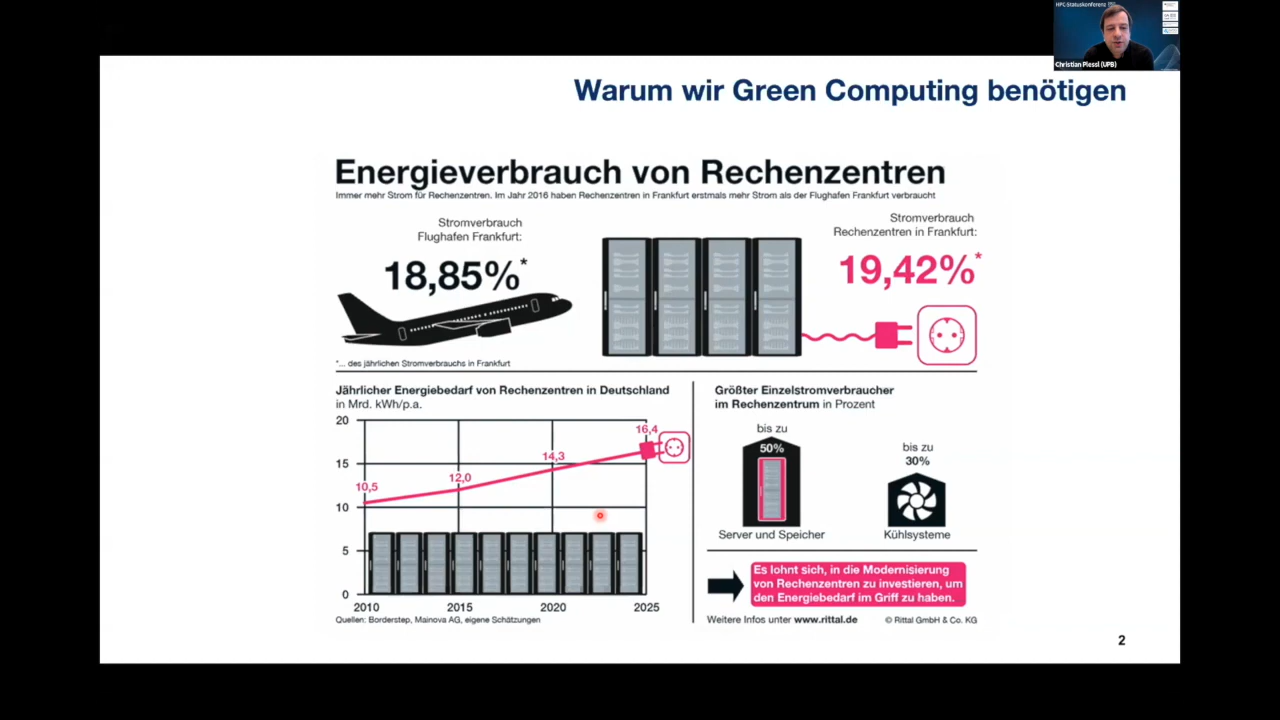 HPC-Statuskonferenz
Christian Plessl (UPB)
Warum wir Green Computing benötigen
Energieverbrauch von Rechenzentren
Immer mehr Strom für Rechenzentren. Im Jahr 2016 haben Rechenzentren in Frankfurt erstmals mehr Strom als der Flughafen Frankfurt verbraucht
Stromverbrauch
Flughafen Frankfurt:
18,85%*
Stromverbrauch
Rechenzentren in Frankfurt:
19,42%*
*... des jährlichen Stromverbrauchs in Frankfurt
Jährlicher Energiebedarf von Rechenzentren in Deutschland
in Mrd. kWh/p.a.
20
15
10
5
0
10,5
12,0
14,3
16,4
2010 2015 2020 2025
Quellen: Borderstep, Mainova AG, eigene Schätzungen
Größter Einzelstromverbraucher
im Rechenzentrum in Prozent
bis zu
50%
Server und Speicher
bis zu
30%
Kühlsysteme
Es lohnt sich, in die Modernisierung
von Rechenzentren zu investieren, um
den Energiebedarf im Griff zu haben.
Weitere Infos unter www.rittal.de
© Rittal GmbH & Co. KG
2